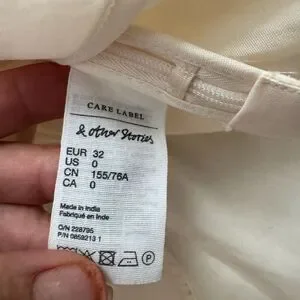 CARE LABEL
& other Stories
EUR 32
US 0
CN 155/76A
CA 0
Made in India
Fabriqué en Inde
O/N 228795
P/N 0859213 1
P